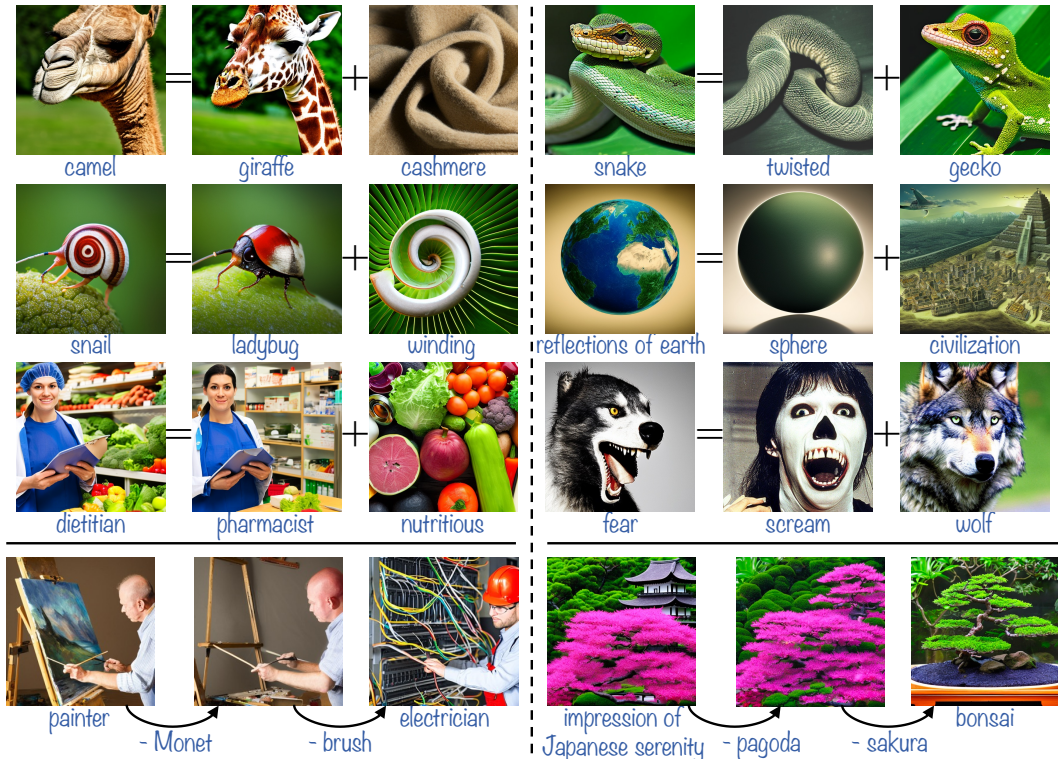 camel = giraffe + cashmere
snake = twisted + gecko
snail = ladybug + winding
reflections of earth = sphere + civilization
dietitian = pharmacist + nutritious
fear = scream + wolf
painter
- Monet
- brush
electrician
impression of
Japanese serenity
- pagoda
- sakura
bonsai